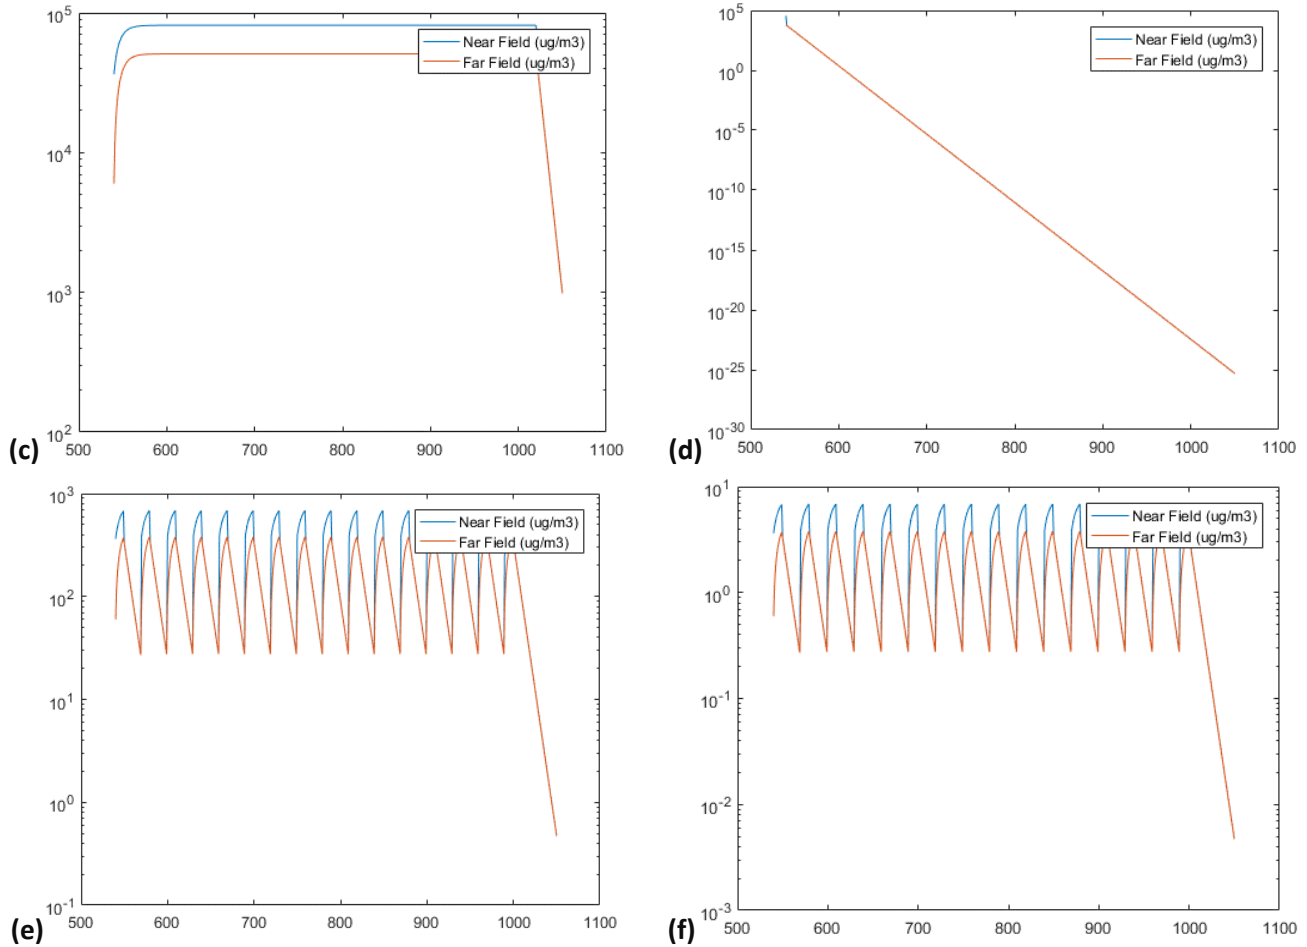 10^5
Near Field (ug/m3)
Far Field (ug/m3)
10^4
10^3
10^2
500 600 700 800 900 1000 1100
(c)
10^5
Near Field (ug/m3)
Far Field (ug/m3)
10^0
10^-5
10^-10
10^-15
10^-20
10^-25
10^-30
500 600 700 800 900 1000 1100
(d)
10^3
Near Field (ug/m3)
Far Field (ug/m3)
10^2
10^1
10^0
10^-1
500 600 700 800 900 1000 1100
(e)
10^1
Near Field (ug/m3)
Far Field (ug/m3)
10^0
10^-1
10^-2
10^-3
500 600 700 800 900 1000 1100
(f)